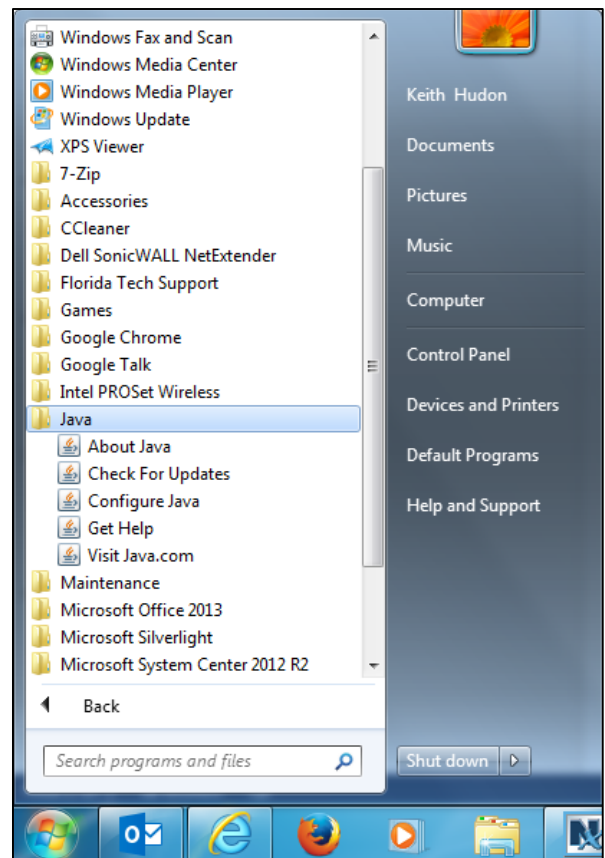 Windows Fax and Scan
Windows Media Center
Windows Media Player
Windows Update
XPS Viewer
7-Zip
Accessories
CCleaner
Dell SonicWALL NetExtender
Florida Tech Support
Games
Google Chrome
Google Talk
Intel PROSet Wireless
Java
About Java
Check For Updates
Configure Java
Get Help
Visit Java.com
Maintenance
Microsoft Office 2013
Microsoft Silverlight
Microsoft System Center 2012 R2
Back
Search programs and files
Keith Hudon
Documents
Pictures
Music
Computer
Control Panel
Devices and Printers
Default Programs
Help and Support
Shut down